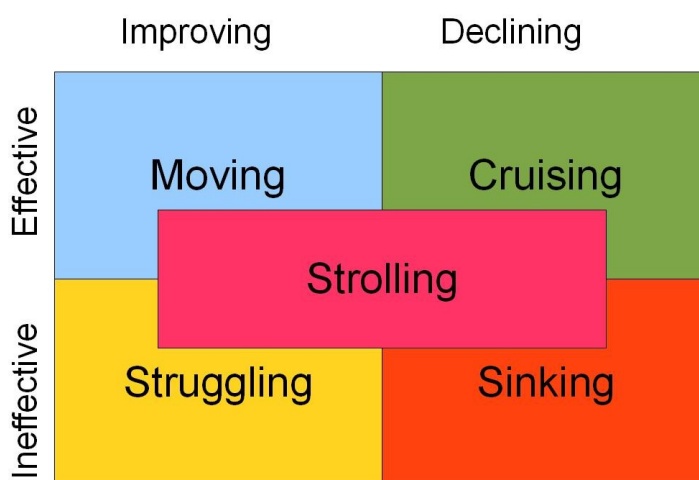 Improving Declining
Effective
Moving Cruising
Strolling
Ineffective
Struggling Sinking